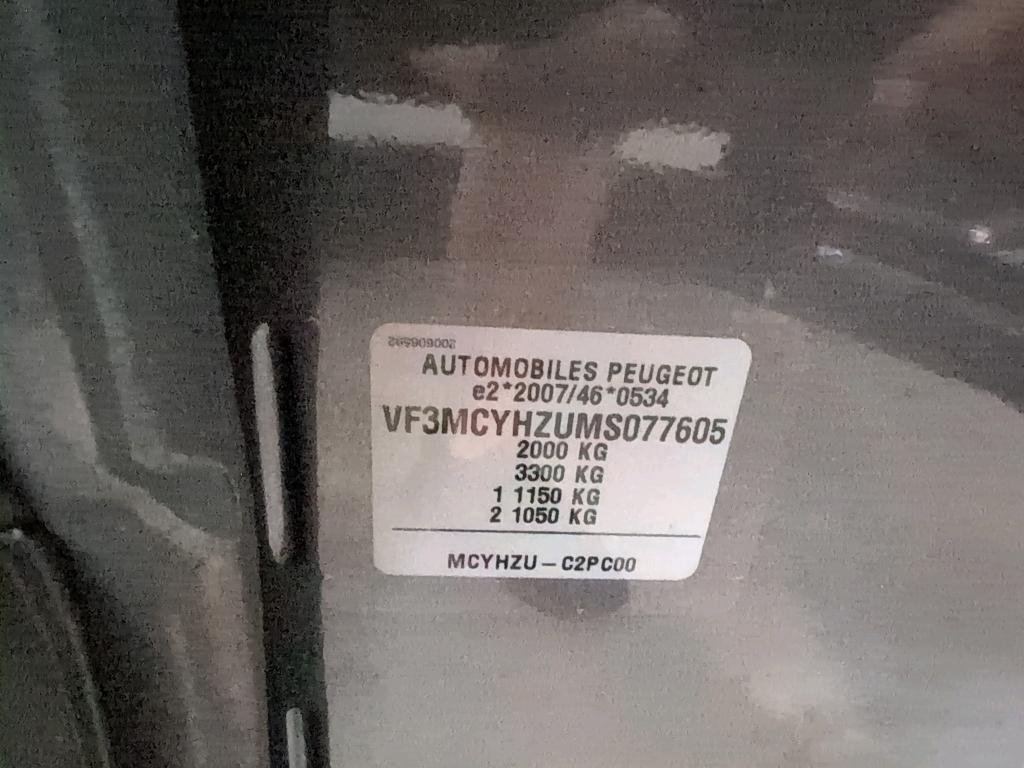 AUTOMOBILES PEUGEOT
e2*2007/46*0534
VF3MCYHZUMS077605
2000 KG
3300 KG
1 1150 KG
2 1050 KG
MCYHZU-C2PC00